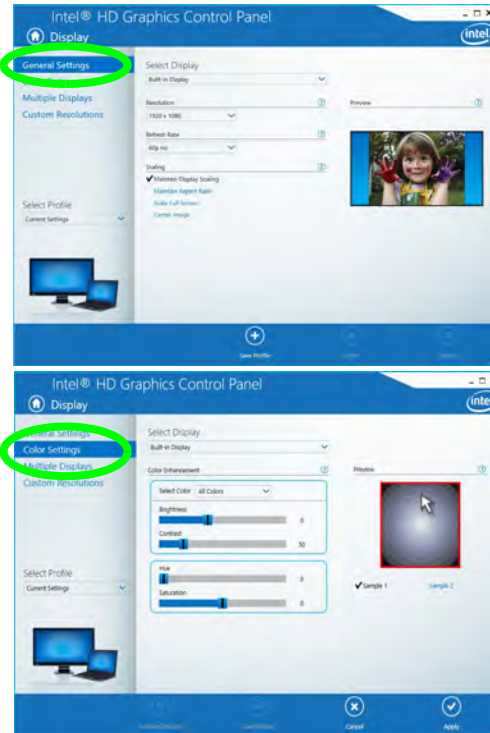 Intel® HD Graphics Control Panel
Display
intel
General Settings
Multiple Displays
Custom Resolutions
Select Profile
Current Settings
Select Display
Built-in Display
Resolution
1920 x 1080
Refresh Rate
60p Hz
Scaling
Maintain Display Scaling
Maintain Aspect Ratio
Scale Full Screen
Center Image
Preview
Save Profile
Intel® HD Graphics Control Panel
Display
General Settings
Color Settings
Multiple Displays
Custom Resolutions
Select Profile
Current Settings
Select Display
Built-in Display
Color Enhancement
Select Color All Colors
Brightness
0
Contrast
50
Hue
0
Saturation
0
Preview
Sample 1 Sample 2
Cancel Apply